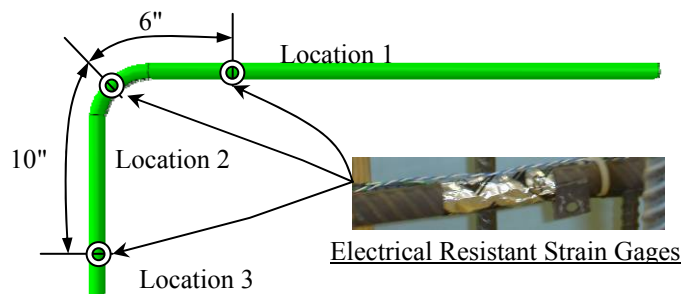 6"
Location 1
10"
Location 2
Electrical Resistant Strain Gages
Location 3